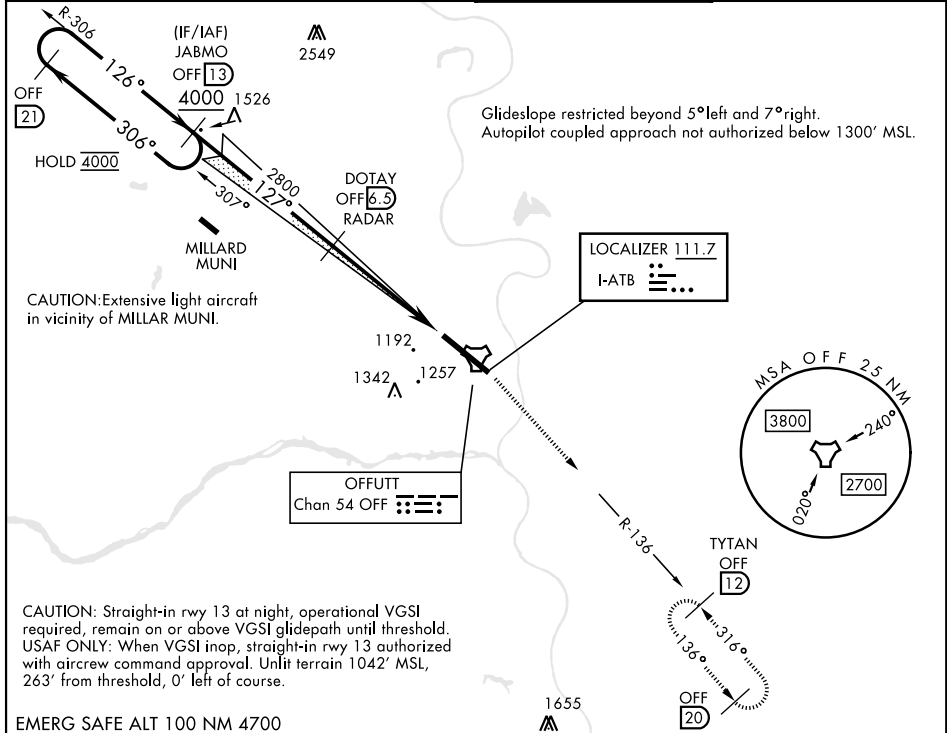 R-306
(IF/IAF)
JABMO
OFF 13
4000
1526
2549
126°
306°
OFF
21
HOLD 4000
Glideslope restricted beyond 5° left and 7° right.
Autopilot coupled approach not authorized below 1300' MSL.
2800
127°
307°
DOTAY
OFF 6.5
RADAR
MILLARD
MUNI
LOCALIZER 111.7
I-ATB
CAUTION: Extensive light aircraft
in vicinity of MILLAR MUNI.
1192
1257
1342
MSA OFF 25 NM
3800
240°
2700
020°
OFFUTT
Chan 54 OFF
R-136
TYTAN
OFF
12
316°
136°
OFF
20
CAUTION: Straight-in rwy 13 at night, operational VGSI
required, remain on or above VGSI glidepath until threshold.
USAF ONLY: When VGSI inop, straight-in rwy 13 authorized
with aircrew command approval. Unlit terrain 1042' MSL,
263' from threshold, 0' left of course.
1655
EMERG SAFE ALT 100 NM 4700